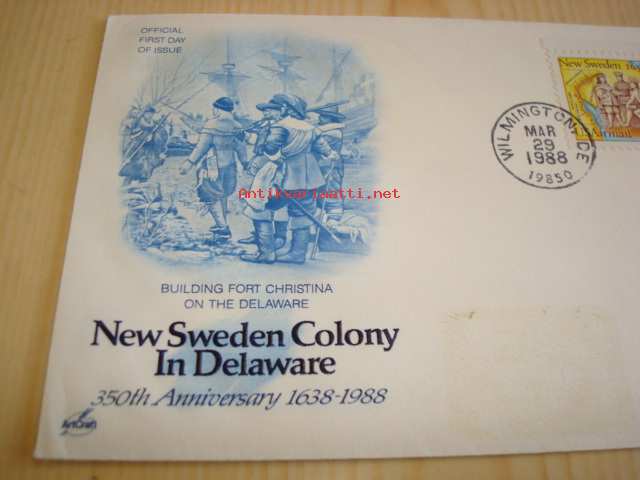 OFFICIAL
FIRST DAY
OF ISSUE
New Sweden
WILMINGTON, DE
MAR
29
1988
19850
Antikvariaatti.net
BUILDING FORT CHRISTINA
ON THE DELAWARE
New Sweden Colony
In Delaware
350th Anniversary 1638-1988
ArtCraft